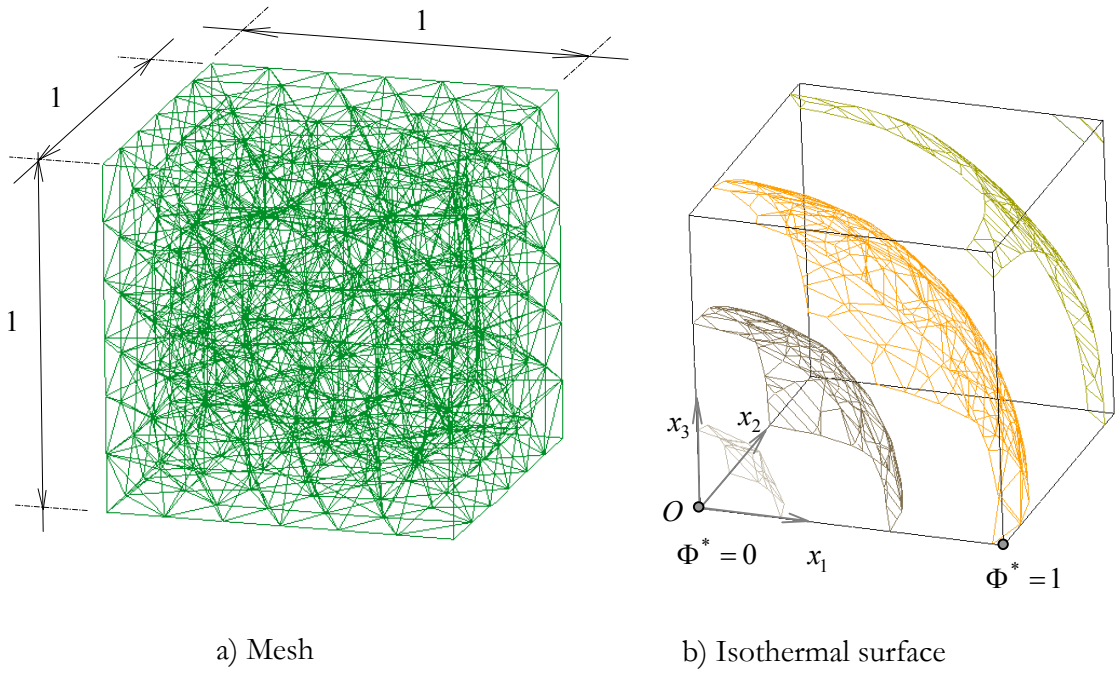 1
1
1
x₃
x₂
O
Φ* = 0
x₁
Φ* = 1
a) Mesh
b) Isothermal surface